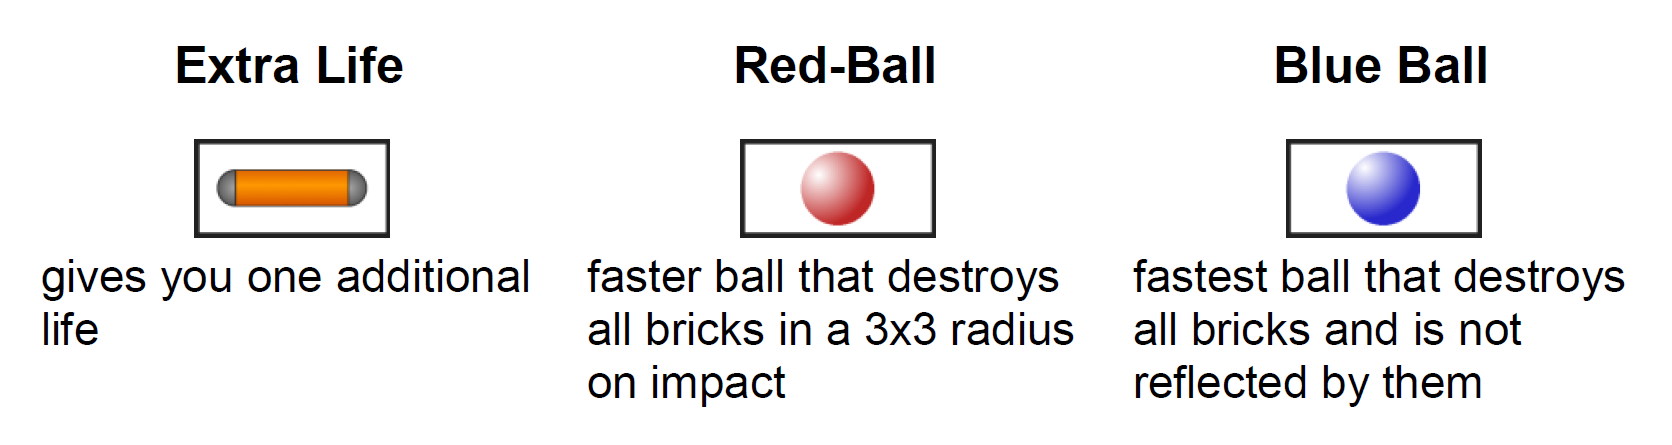 Extra Life
gives you one additional
life
Red-Ball
faster ball that destroys
all bricks in a 3x3 radius
on impact
Blue Ball
fastest ball that destroys
all bricks and is not
reflected by them